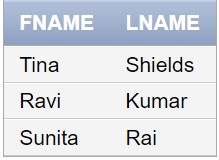 FNAME LNAME
Tina Shields
Ravi Kumar
Sunita Rai